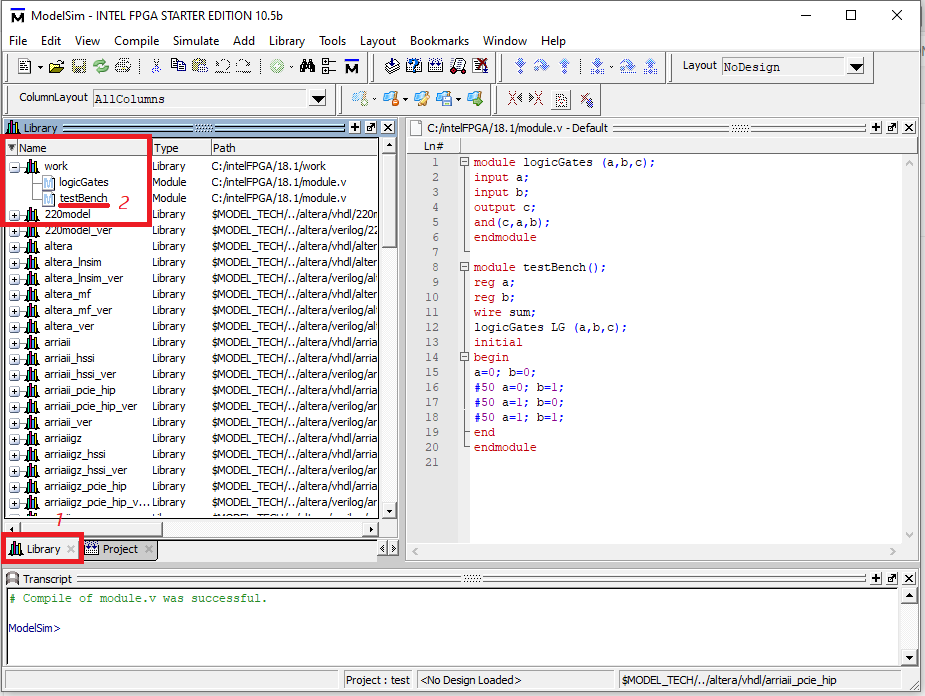 ModelSim - INTEL FPGA STARTER EDITION 10.5b
File Edit View Compile Simulate Add Library Tools Layout Bookmarks Window Help
Layout NoDesign
ColumnLayout AllColumns
Library
Name Type Path
work Library C:/intelFPGA/18.1/work
logicGates Module C:/intelFPGA/18.1/module.v
testBench Module C:/intelFPGA/18.1/module.v
2
220model Library $MODEL_TECH/../altera/vhdl/220m
220model_ver Library $MODEL_TECH/../altera/verilog/22
altera Library $MODEL_TECH/../altera/vhdl/alter
altera_lnsim Library $MODEL_TECH/../altera/vhdl/alter
altera_lnsim_ver Library $MODEL_TECH/../altera/verilog/alt
altera_mf Library $MODEL_TECH/../altera/vhdl/alter
altera_mf_ver Library $MODEL_TECH/../altera/verilog/alt
altera_ver Library $MODEL_TECH/../altera/verilog/alt
arriaii Library $MODEL_TECH/../altera/vhdl/arria
arriaii_hssi Library $MODEL_TECH/../altera/vhdl/arria
arriaii_hssi_ver Library $MODEL_TECH/../altera/verilog/ar
arriaii_pcie_hip Library $MODEL_TECH/../altera/vhdl/arria
arriaii_pcie_hip_ver Library $MODEL_TECH/../altera/verilog/ar
arriaii_ver Library $MODEL_TECH/../altera/verilog/ar
arriaiigz Library $MODEL_TECH/../altera/vhdl/arria
arriaiigz_hssi Library $MODEL_TECH/../altera/vhdl/arria
arriaiigz_hssi_ver Library $MODEL_TECH/../altera/verilog/ar
arriaiigz_pcie_hip Library $MODEL_TECH/../altera/vhdl/arria
arriaiigz_pcie_hip_v... Library $MODEL_TECH/../altera/verilog/ar
1
Library Project
C:/intelFPGA/18.1/module.v - Default
Ln#
1 module logicGates (a,b,c);
2 input a;
3 input b;
4 output c;
5 and(c,a,b);
6 endmodule
7
8 module testBench();
9 reg a;
10 reg b;
11 wire sum;
12 logicGates LG (a,b,c);
13 initial
14 begin
15 a=0; b=0;
16 #50 a=0; b=1;
17 #50 a=1; b=0;
18 #50 a=1; b=1;
19 end
20 endmodule
21
Transcript
# Compile of module.v was successful.
ModelSim>
Project : test <No Design Loaded> $MODEL_TECH/../altera/vhdl/arriaii_pcie_hip